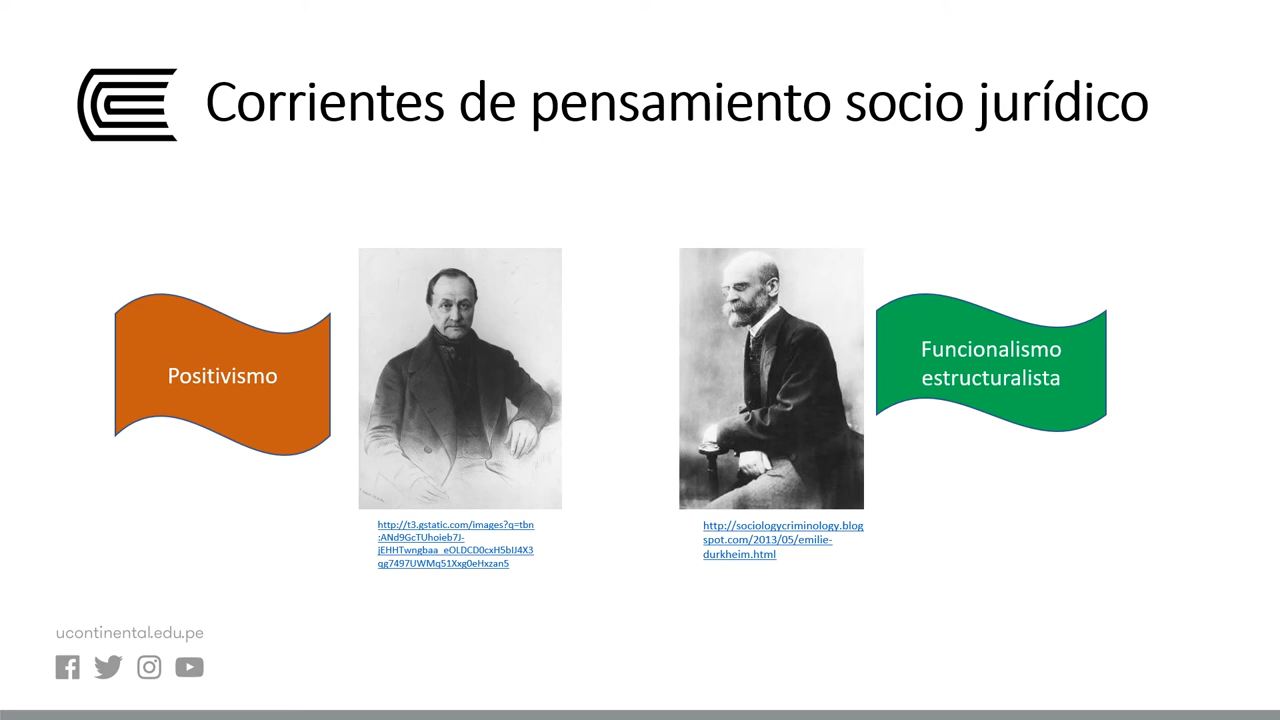 Corrientes de pensamiento socio jurídico
Positivismo
Funcionalismo
estructuralista
http://t3.gstatic.com/images?q=tbn
:ANd9GcTUhoieb7J-
jEHHTwngbaa_eOLDCD0cxH5bIJ4X3
qg7497UWMq51Xxg0eHxzan5
http://sociologycriminology.blog
spot.com/2013/05/emilie-
durkheim.html
ucontinental.edu.pe